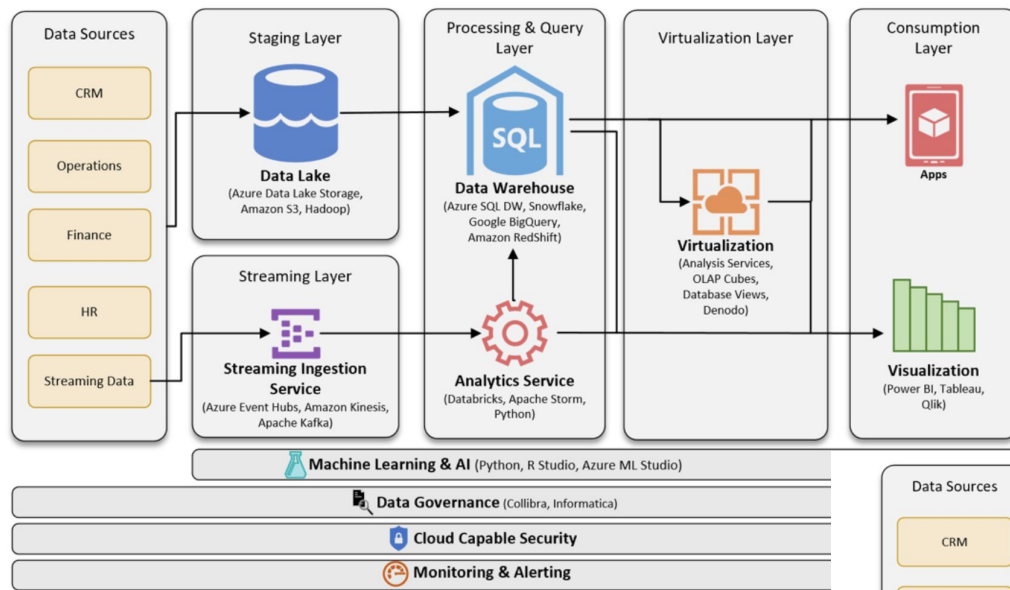 Data Sources
CRM
Operations
Finance
HR
Streaming Data
Staging Layer
Data Lake
(Azure Data Lake Storage,
Amazon S3, Hadoop)
Streaming Layer
Streaming Ingestion
Service
(Azure Event Hubs, Amazon Kinesis,
Apache Kafka)
Processing & Query
Layer
SQL
Data Warehouse
(Azure SQL DW, Snowflake,
Google BigQuery,
Amazon RedShift)
Analytics Service
(Databricks, Apache Storm,
Python)
Virtualization Layer
Virtualization
(Analysis Services,
OLAP Cubes,
Database Views,
Denodo)
Consumption
Layer
Apps
Visualization
(Power BI, Tableau,
Qlik)
Machine Learning & AI (Python, R Studio, Azure ML Studio)
Data Governance (Collibra, Informatica)
Cloud Capable Security
Monitoring & Alerting
Data Sources
CRM